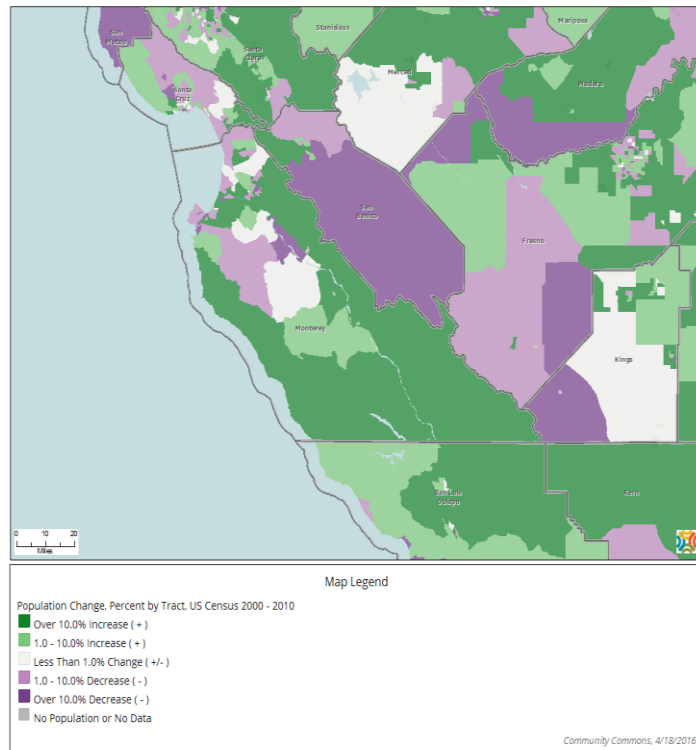 San
Mateo
Santa
Clara
Stanislaus
Mariposa
Santa
Cruz
Merced
Madera
San
Benito
Fresno
Monterey
Kings
San Luis
Obispo
Kern
0 10 20
Miles
Map Legend
Population Change, Percent by Tract, US Census 2000 - 2010
Over 10.0% Increase ( + )
1.0 - 10.0% Increase ( + )
Less Than 1.0% Change ( +/- )
1.0 - 10.0% Decrease ( - )
Over 10.0% Decrease ( - )
No Population or No Data
Community Commons, 4/18/2016